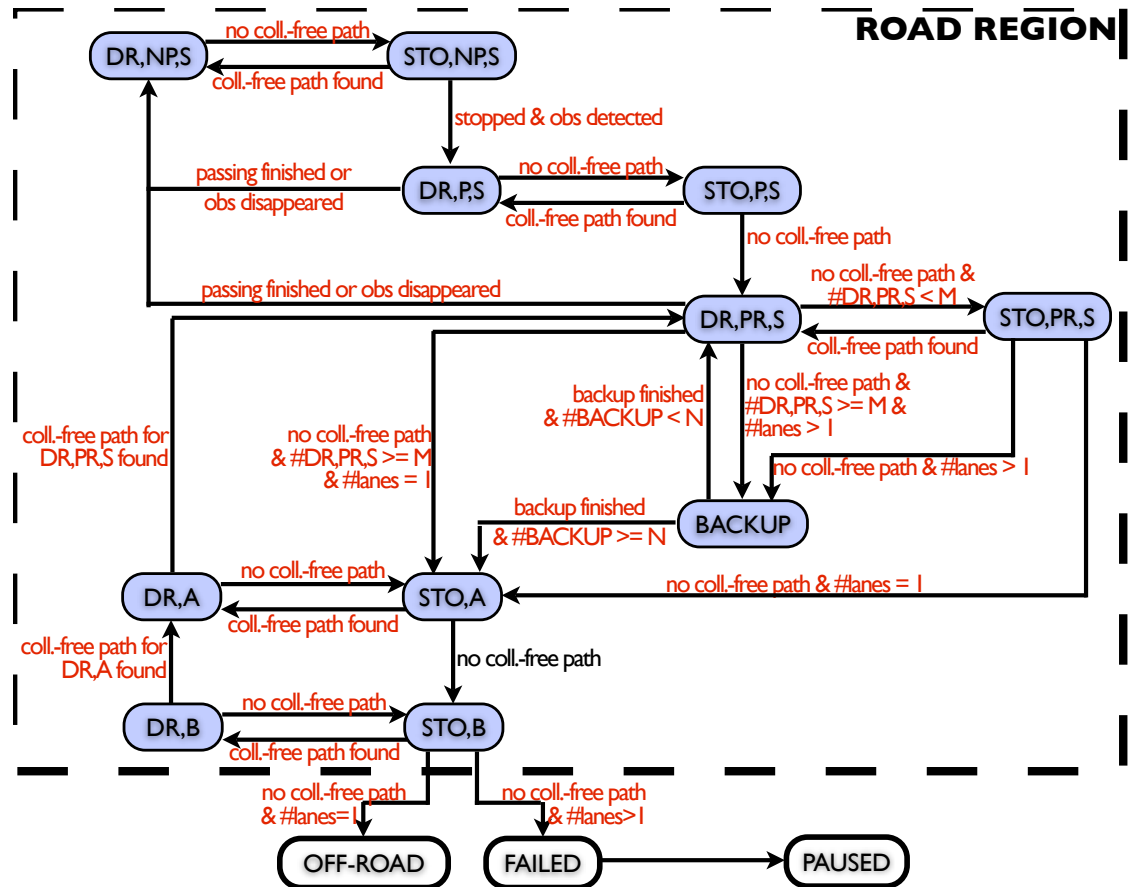 ROAD REGION
no coll.-free path
DR,NP,S
STO,NP,S
coll.-free path found
stopped & obs detected
passing finished or
obs disappeared
DR,P,S
no coll.-free path
STO,P,S
coll.-free path found
no coll.-free path
passing finished or obs disappeared
no coll.-free path &
#DR,PR,S < M
DR,PR,S
STO,PR,S
coll.-free path found
backup finished
& #BACKUP < N
no coll.-free path &
#DR,PR,S >= M &
#lanes > 1
coll.-free path for
DR,PR,S found
no coll.-free path
& #DR,PR,S >= M
& #lanes = 1
no coll.-free path & #lanes > 1
backup finished
& #BACKUP >= N
BACKUP
no coll.-free path
DR,A
STO,A
no coll.-free path & #lanes = 1
coll.-free path found
coll.-free path for
DR,A found
no coll.-free path
no coll.-free path
DR,B
STO,B
coll.-free path found
no coll.-free path
& #lanes=1
no coll.-free path
& #lanes>1
OFF-ROAD
FAILED
PAUSED